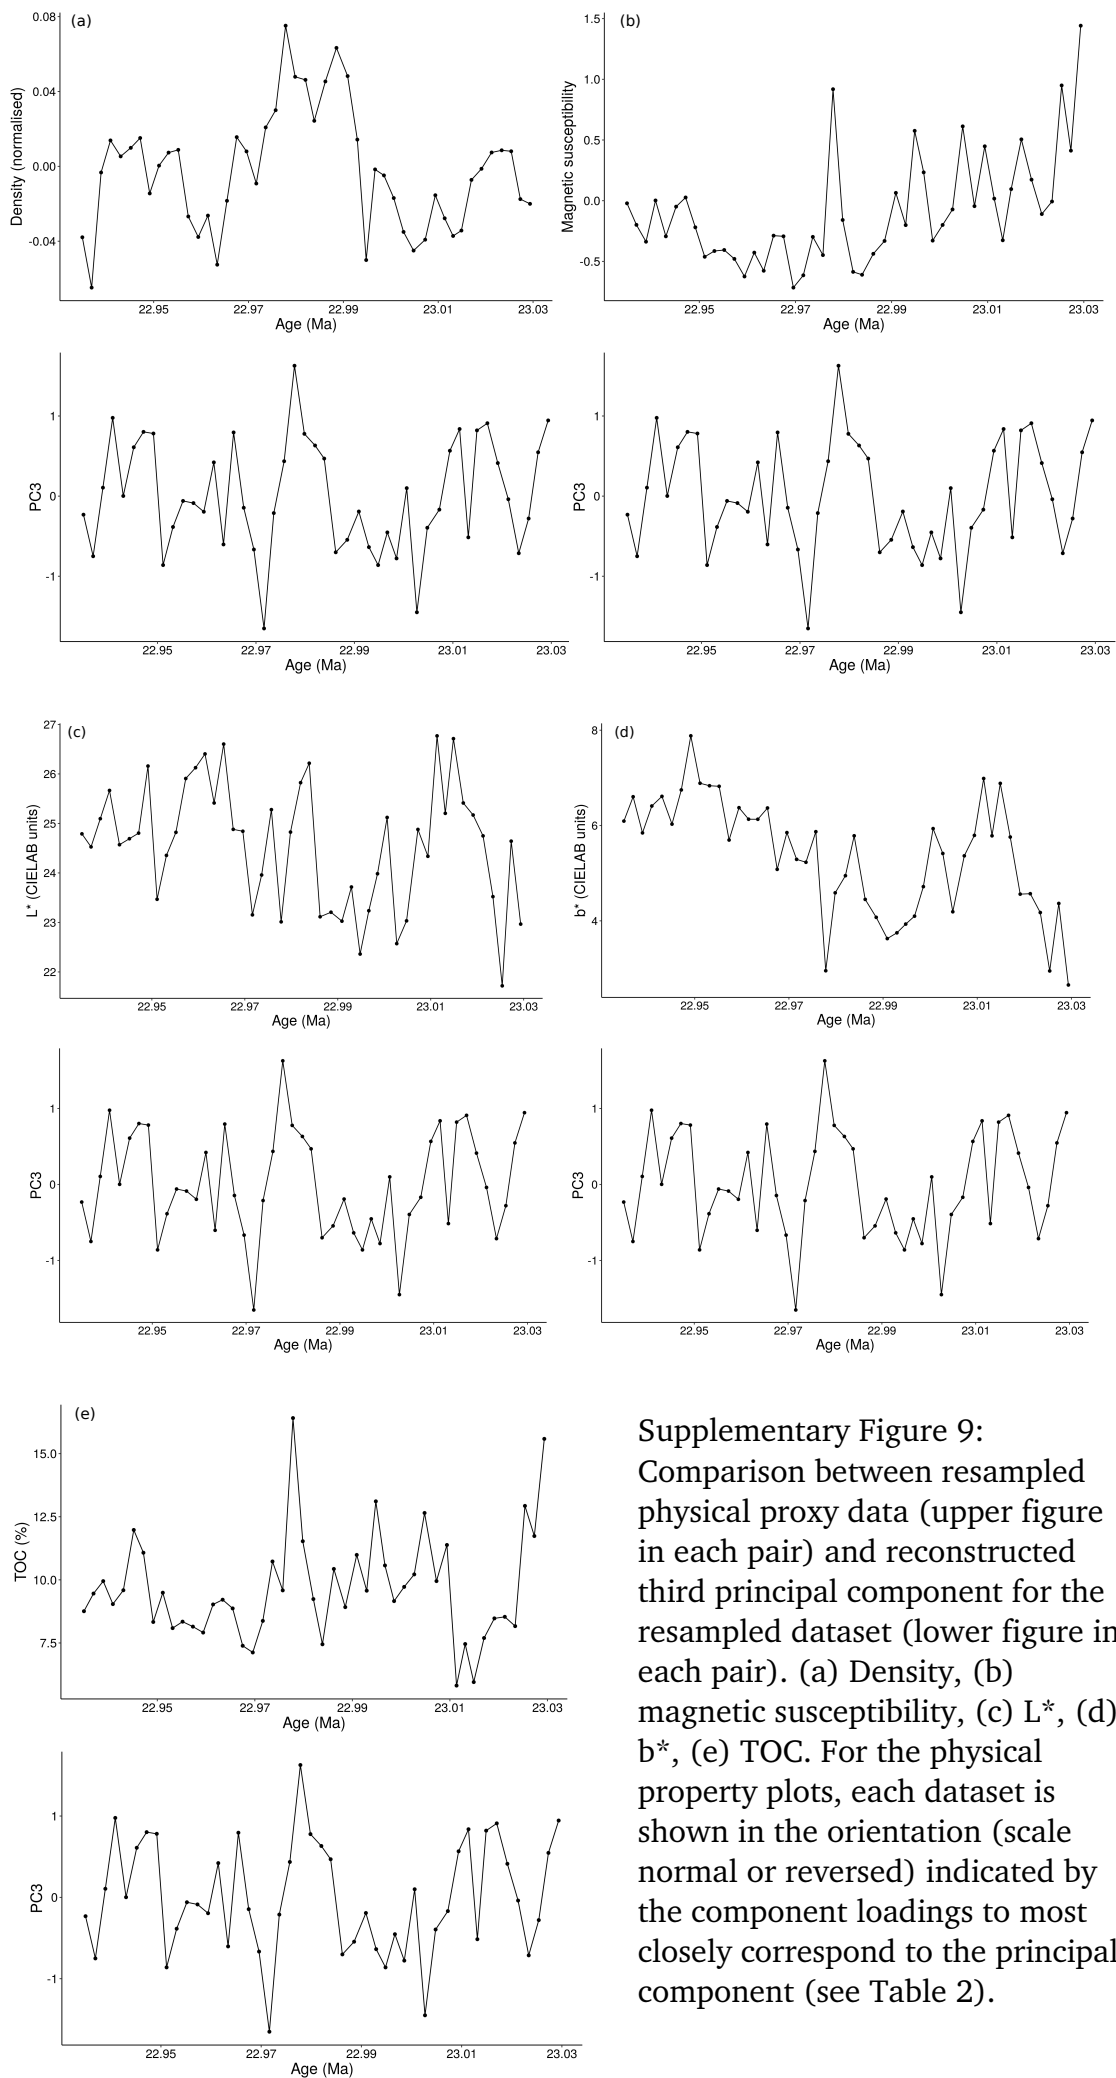 (a)
Density (normalised)
0.08
0.04
0.00
-0.04
22.95 22.97 22.99 23.01 23.03
Age (Ma)
(b)
Magnetic susceptibility
1.5
1.0
0.5
0.0
-0.5
22.95 22.97 22.99 23.01 23.03
Age (Ma)
PC3
1
0
-1
22.95 22.97 22.99 23.01 23.03
Age (Ma)
PC3
1
0
-1
22.95 22.97 22.99 23.01 23.03
Age (Ma)
(c)
L* (CIELAB units)
27
26
25
24
23
22
22.95 22.97 22.99 23.01 23.03
Age (Ma)
(d)
b* (CIELAB units)
8
6
4
22.95 22.97 22.99 23.01 23.03
Age (Ma)
PC3
1
0
-1
22.95 22.97 22.99 23.01 23.03
Age (Ma)
PC3
1
0
-1
22.95 22.97 22.99 23.01 23.03
Age (Ma)
(e)
TOC (%)
15.0
12.5
10.0
7.5
22.95 22.97 22.99 23.01 23.03
Age (Ma)
PC3
1
0
-1
22.95 22.97 22.99 23.01 23.03
Age (Ma)
Supplementary Figure 9:
Comparison between resampled
physical proxy data (upper figure
in each pair) and reconstructed
third principal component for the
resampled dataset (lower figure in
each pair). (a) Density, (b)
magnetic susceptibility, (c) L*, (d)
b*, (e) TOC. For the physical
property plots, each dataset is
shown in the orientation (scale
normal or reversed) indicated by
the component loadings to most
closely correspond to the principal
component (see Table 2).